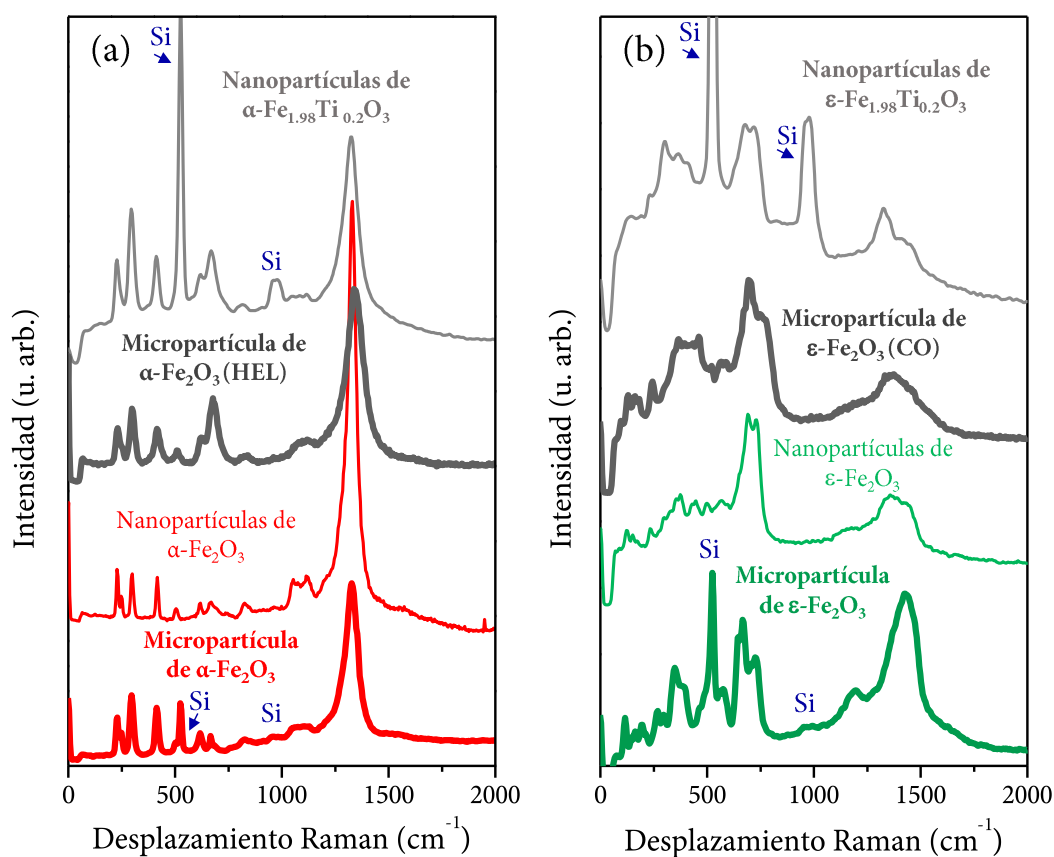 (a)
Si
Nanopartículas de
α-Fe1.98Ti 0.2O3
Si
Micropartícula de
α-Fe2O3 (HEL)
Nanopartículas de
α-Fe2O3
Micropartícula
de α-Fe2O3
Si
Si
Intensidad (u. arb.)
0
500
1000
1500
2000
Desplazamiento Raman (cm-1)
(b)
Si
Nanopartículas de
ε-Fe1.98Ti0.2O3
Si
Micropartícula de
ε-Fe2O3 (CO)
Nanopartículas de
ε-Fe2O3
Si
Micropartícula
de ε-Fe2O3
Si
Intensidad (u. arb.)
0
500
1000
1500
2000
Desplazamiento Raman (cm-1)